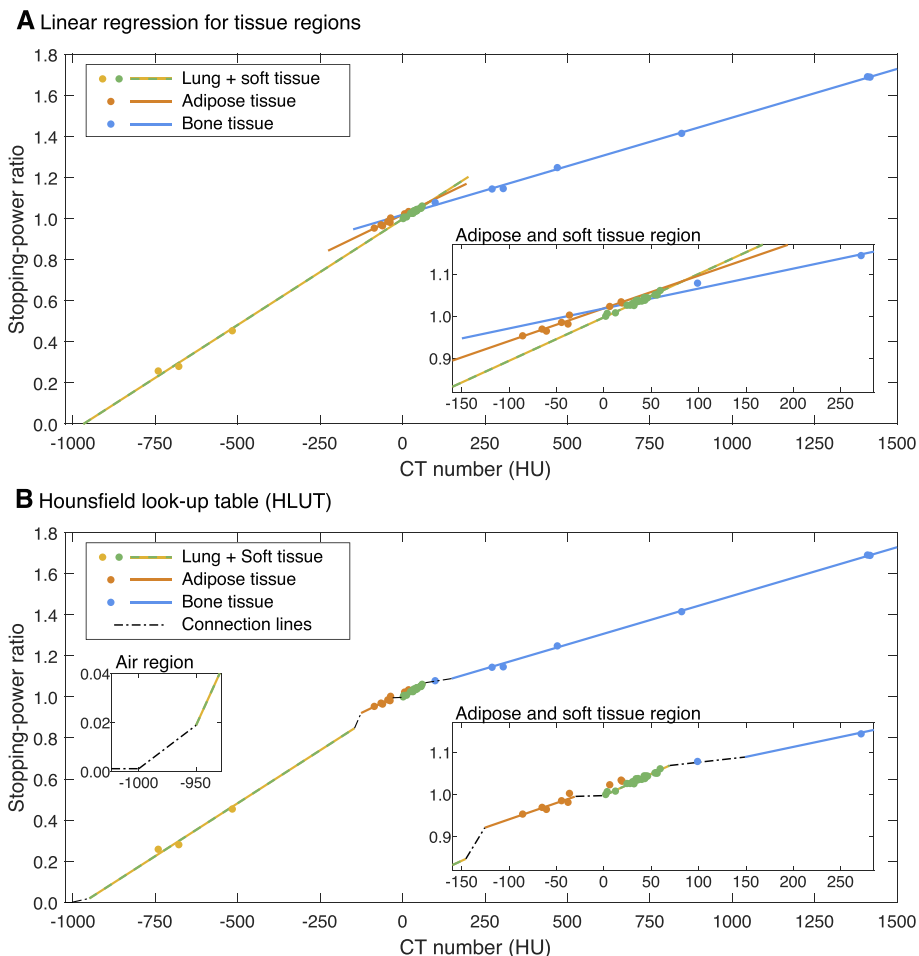 A Linear regression for tissue regions
1.8
1.6
1.4
1.2
1.0
0.8
0.6
0.4
0.2
0.0
Stopping-power ratio
Lung + soft tissue
Adipose tissue
Bone tissue
Adipose and soft tissue region
1.1
1.0
0.9
-150 -100 -50 0 50 100 150 200 250
-1000 -750 -500 -250 0 250 500 750 1000 1250 1500
CT number (HU)
B Hounsfield look-up table (HLUT)
1.8
1.6
1.4
1.2
1.0
0.8
0.6
0.4
0.2
0.0
Stopping-power ratio
Lung + Soft tissue
Adipose tissue
Bone tissue
Connection lines
Air region
0.04
0.02
0.00
-1000 -950
Adipose and soft tissue region
1.1
1.0
0.9
-150 -100 -50 0 50 100 150 200 250
-1000 -750 -500 -250 0 250 500 750 1000 1250 1500
CT number (HU)